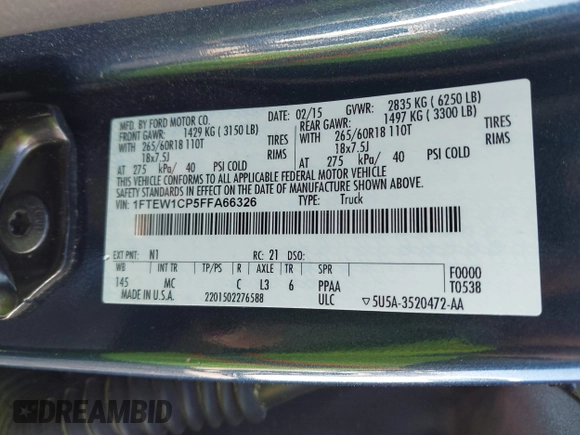 MFD. BY FORD MOTOR CO. DATE: 02/15 GVWR: 2835 KG ( 6250 LB)
FRONT GAWR: 1429 KG ( 3150 LB) REAR GAWR: 1497 KG ( 3300 LB)
WITH 265/60R18 110T TIRES WITH 265/60R18 110T TIRES
18x7.5J RIMS 18x7.5J RIMS
AT 275 kPa/ 40 PSI COLD AT 275 kPa/ 40 PSI COLD
THIS VEHICLE CONFORMS TO ALL APPLICABLE FEDERAL MOTOR VEHICLE
SAFETY STANDARDS IN EFFECT ON THE DATE OF MANUFACTURE SHOWN ABOVE.
VIN: 1FTEW1CP5FFA66326 TYPE: Truck
EXT PNT: N1 RC: 21 DSO:
WB INT TR TP/PS R AXLE TR SPR F0000
145 MC C L3 6 PPAA T0538
MADE IN U.S.A. 2201502276588 ULC ▽5U5A-3520472-AA
DREAMBID